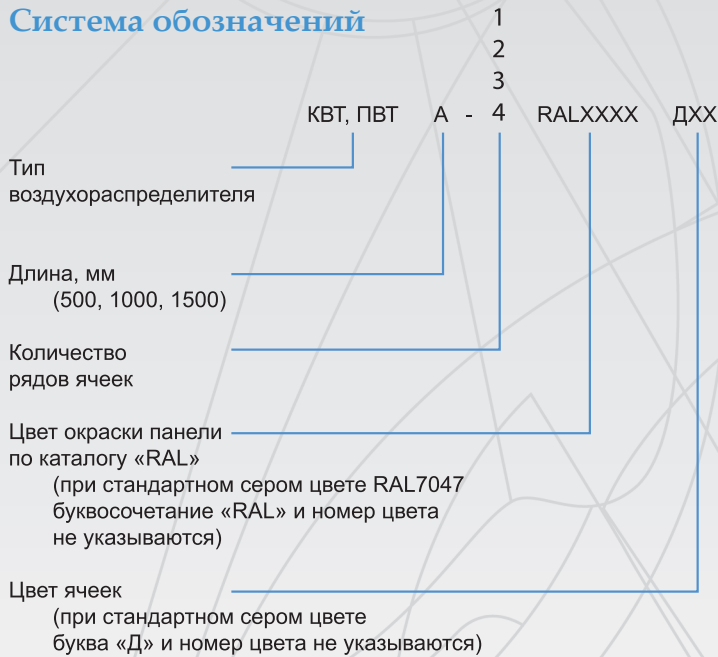 Система обозначений
1
2
3
КВТ, ПВТ А - 4 RALXXXX ДХХ
Тип
воздухораспределителя
Длина, мм
(500, 1000, 1500)
Количество
рядов ячеек
Цвет окраски панели
по каталогу «RAL»
(при стандартном сером цвете RAL7047
буквосочетание «RAL» и номер цвета
не указываются)
Цвет ячеек
(при стандартном сером цвете
буква «Д» и номер цвета не указываются)